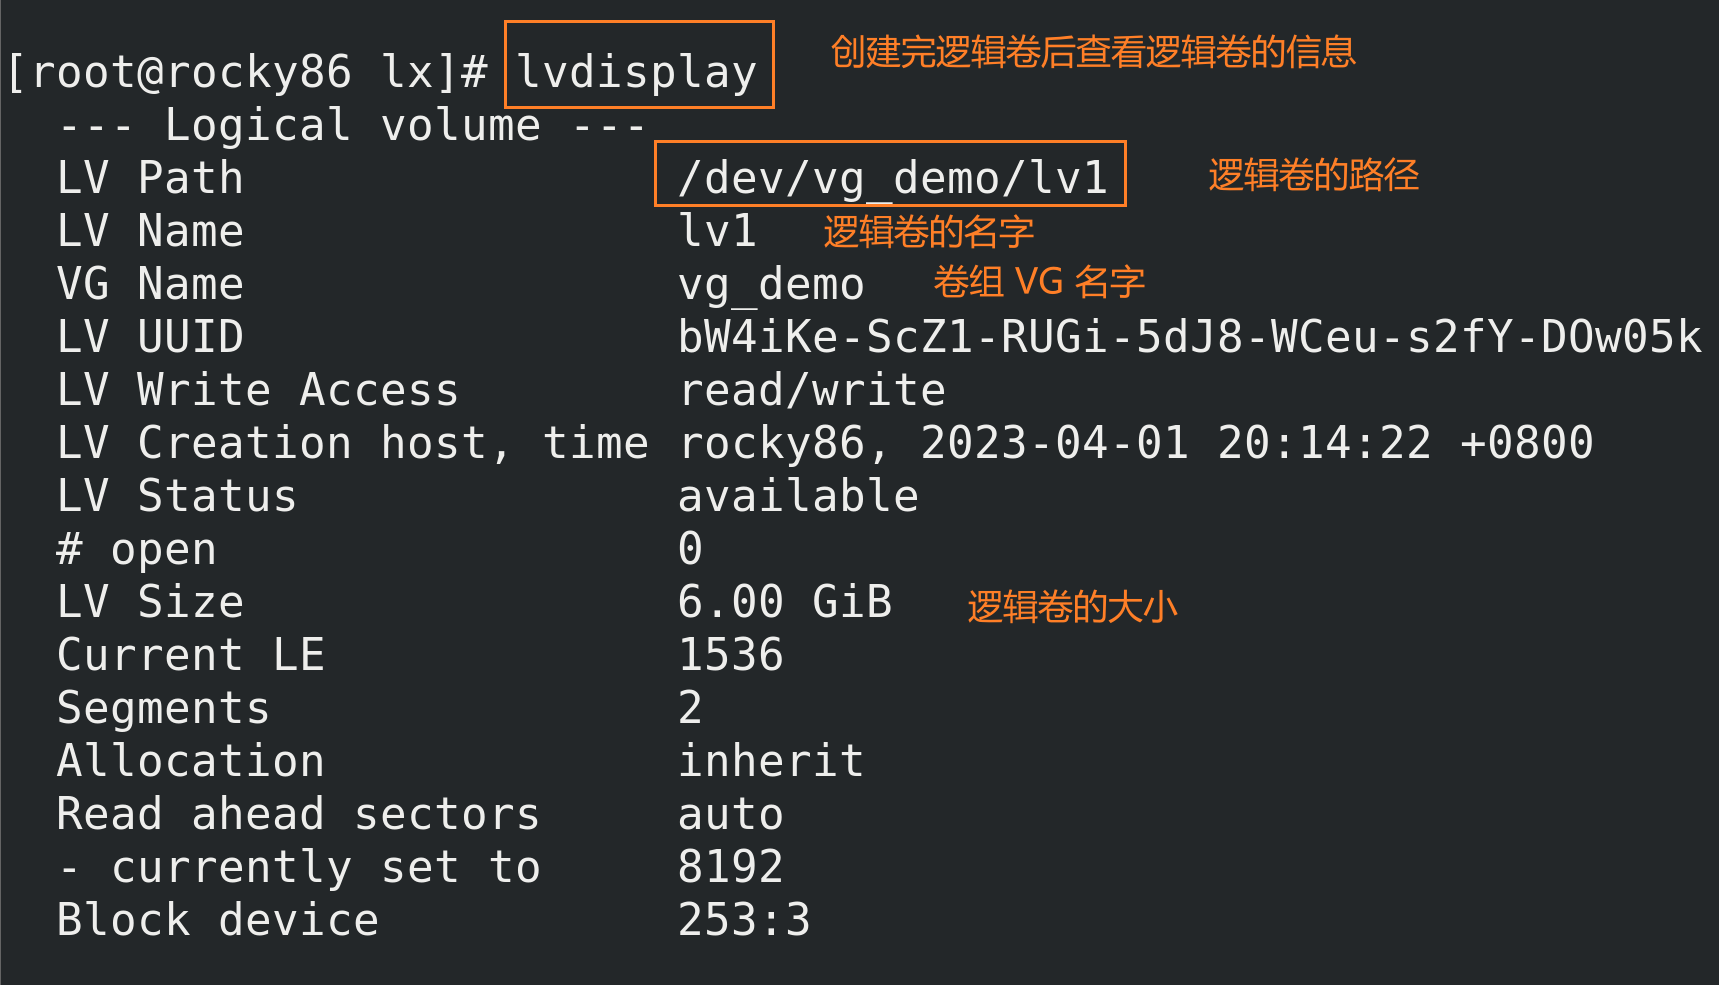 [root@rocky86 lx]# lvdisplay 创建完逻辑卷后查看逻辑卷的信息
--- Logical volume ---
LV Path /dev/vg_demo/lv1 逻辑卷的路径
LV Name lv1 逻辑卷的名字
VG Name vg_demo 卷组 VG 名字
LV UUID bW4iKe-ScZ1-RUGi-5dJ8-WCeu-s2fY-DOw05k
LV Write Access read/write
LV Creation host, time rocky86, 2023-04-01 20:14:22 +0800
LV Status available
# open 0
LV Size 6.00 GiB 逻辑卷的大小
Current LE 1536
Segments 2
Allocation inherit
Read ahead sectors auto
- currently set to 8192
Block device 253:3